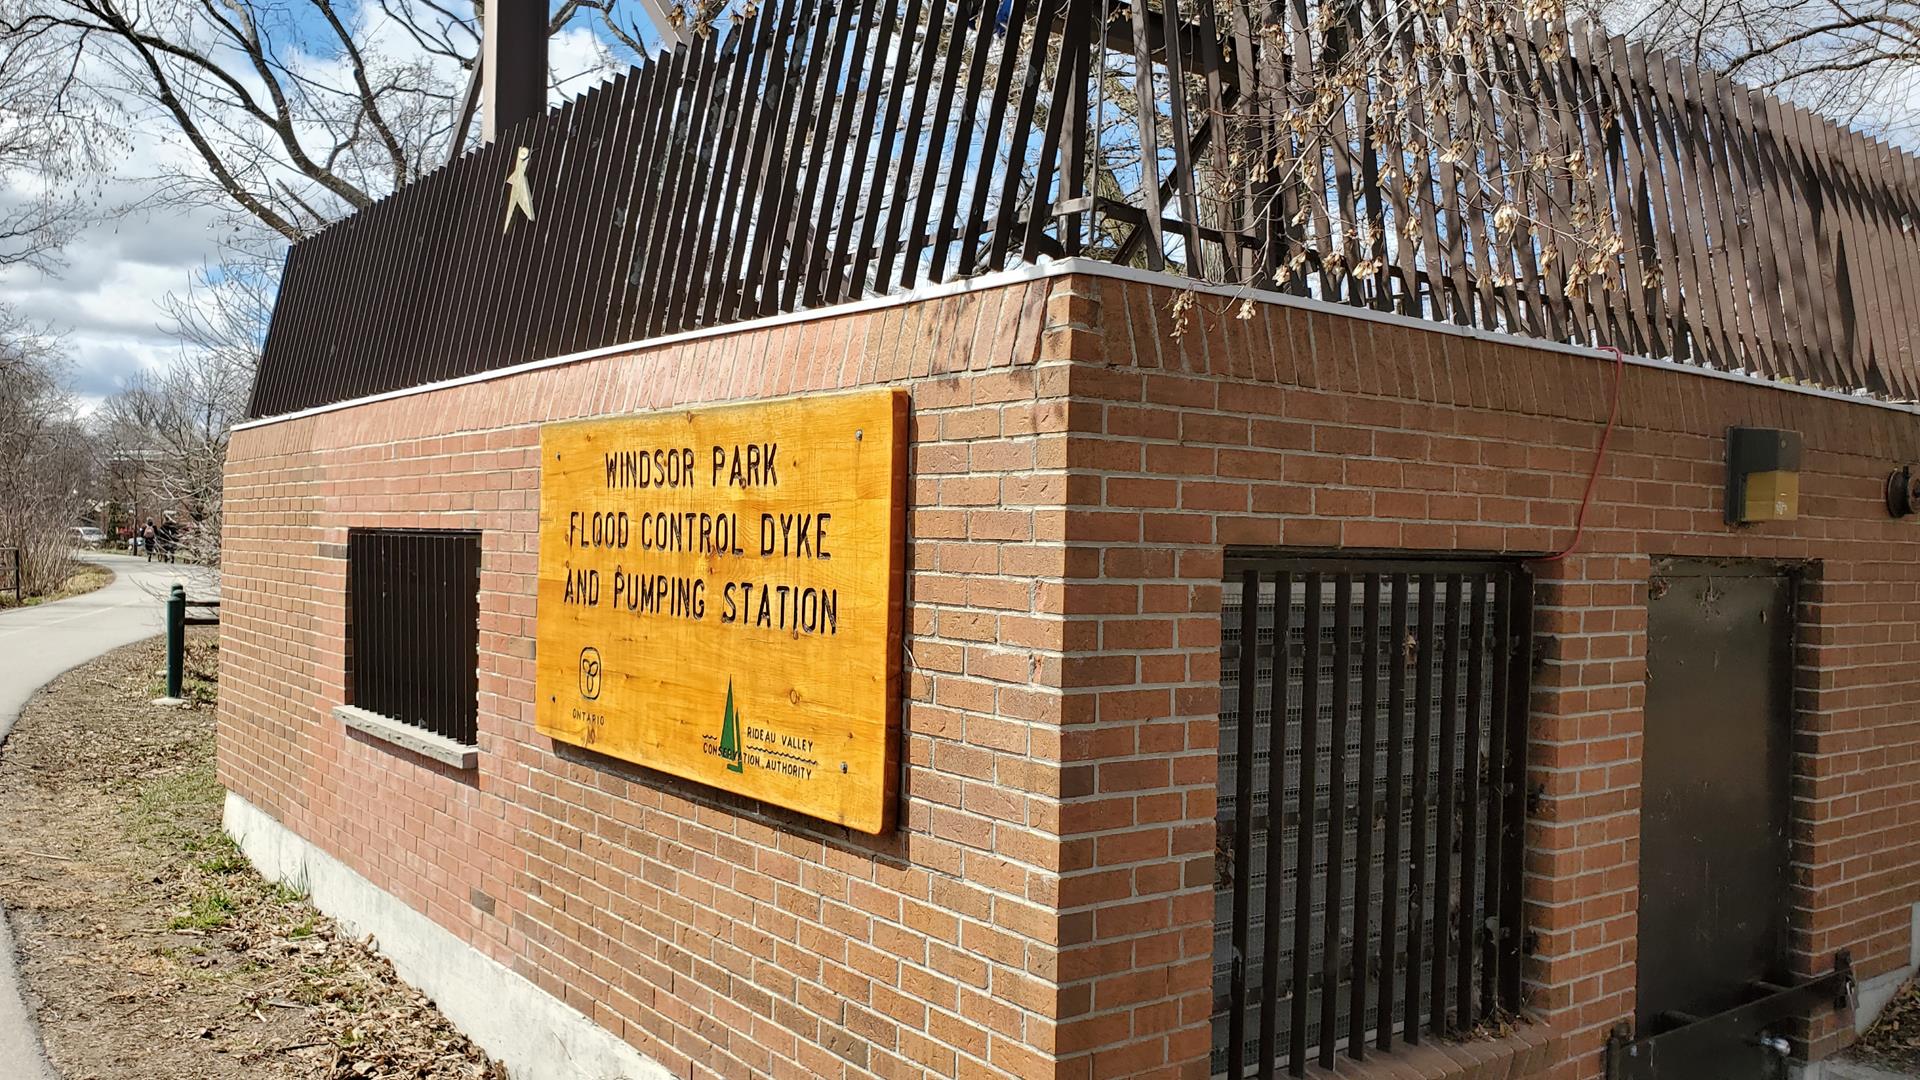 WINDSOR PARK
FLOOD CONTROL DYKE
AND PUMPING STATION
ONTARIO
RIDEAU VALLEY
CONSERVATION AUTHORITY